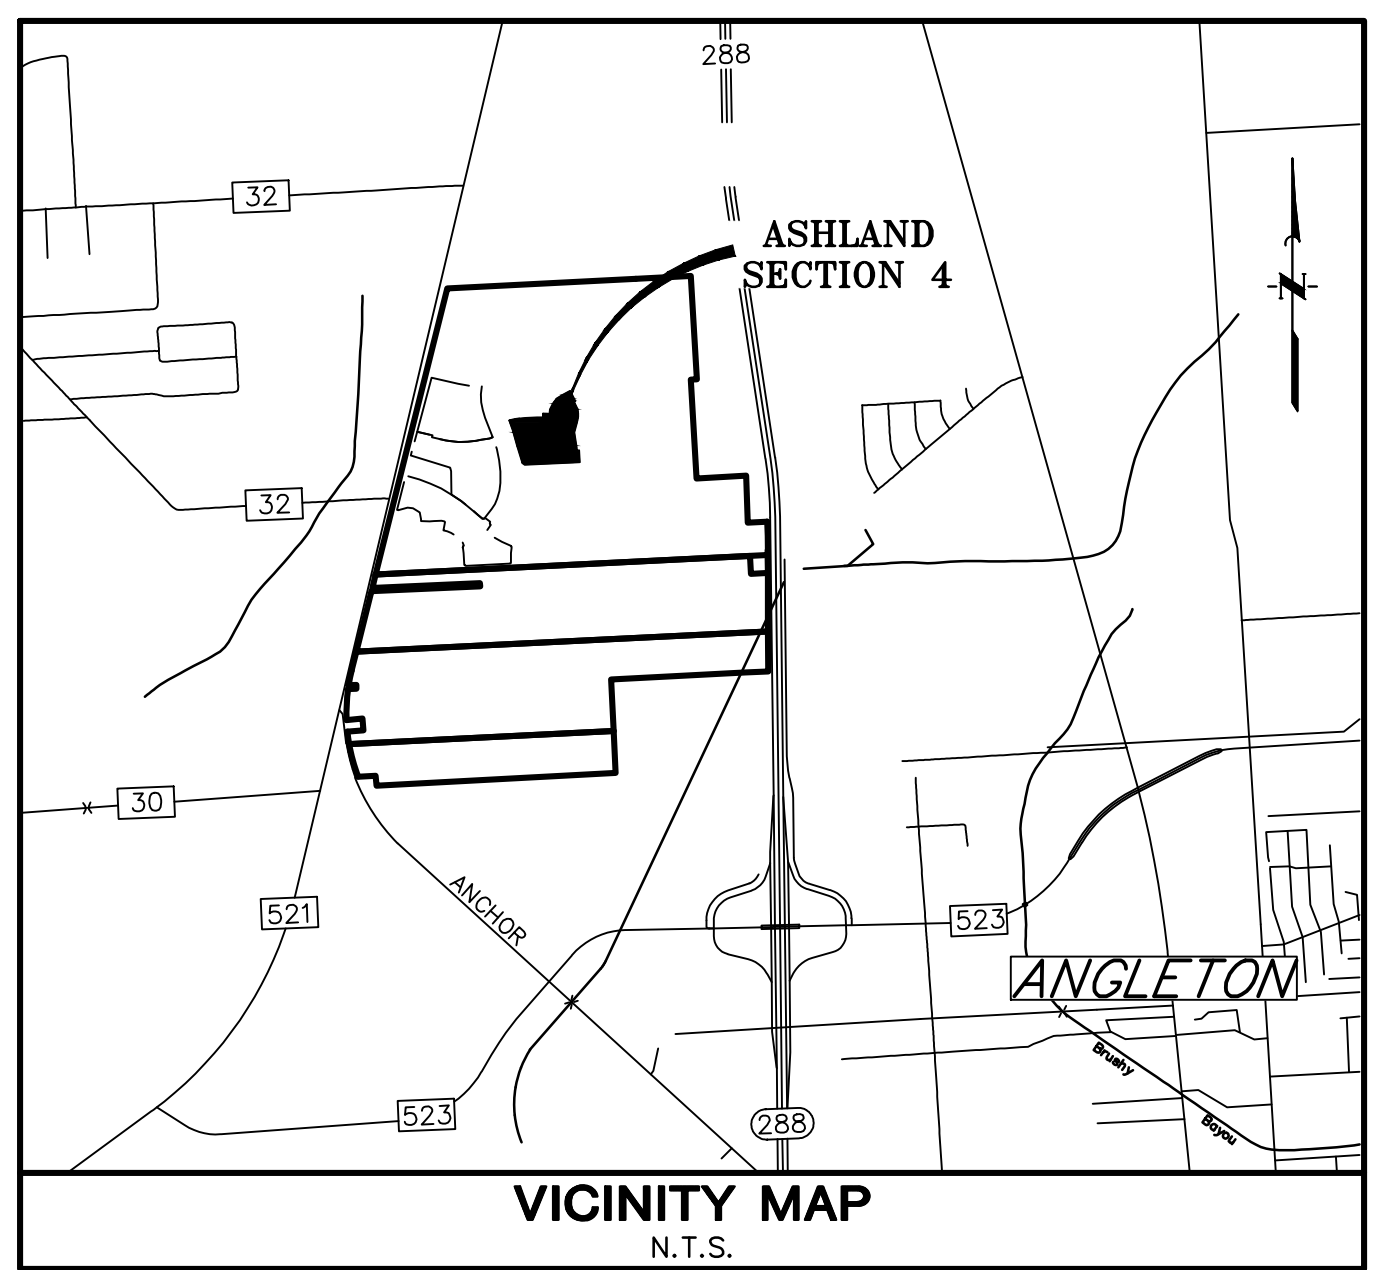 288
32
ASHLAND
SECTION 4
N
32
30
521
ANCHOR
523
ANGLETON
Brushy
523
288
Bayou
VICINITY MAP
N.T.S.